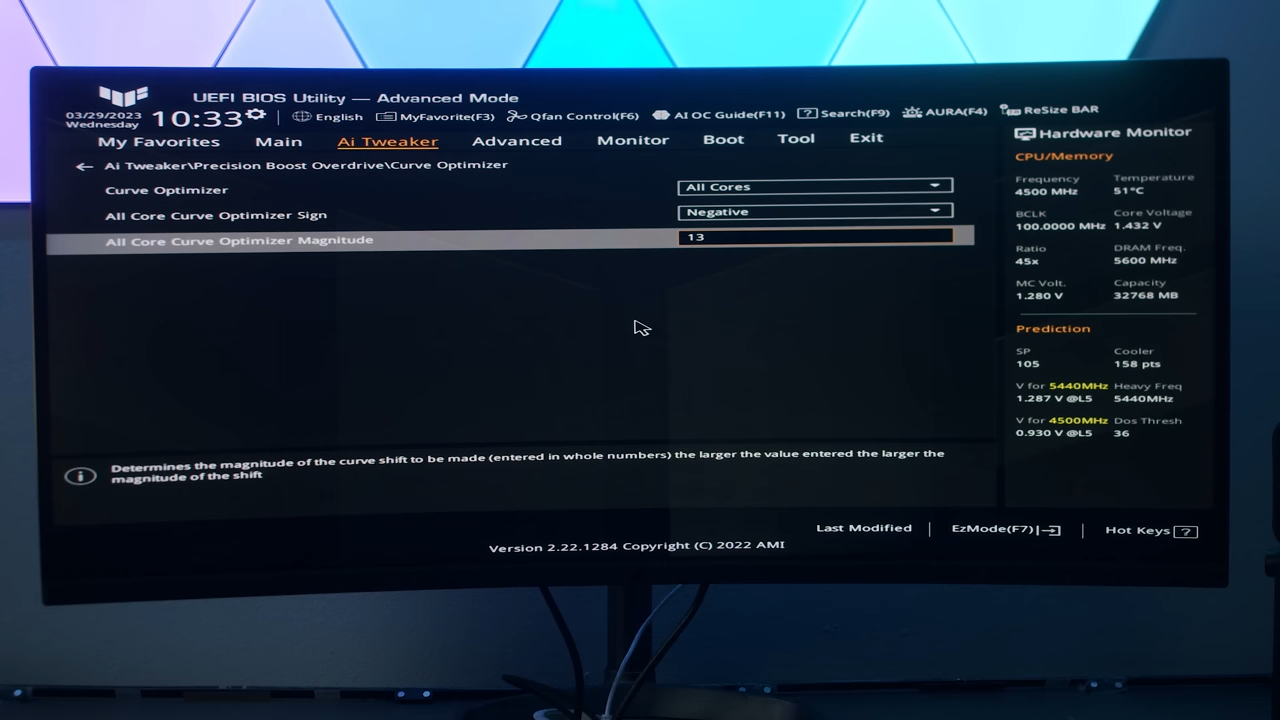 UEFI BIOS Utility — Advanced Mode
03/29/2023
Wednesday
10:33
English
MyFavorite(F3)
Qfan Control(F6)
AI OC Guide(F11)
Search(F9)
AURA(F4)
ReSize BAR
My Favorites Main Ai Tweaker Advanced Monitor Boot Tool Exit
Ai Tweaker\Precision Boost Overdrive\Curve Optimizer
Curve Optimizer All Cores
All Core Curve Optimizer Sign Negative
All Core Curve Optimizer Magnitude 13
Hardware Monitor
CPU/Memory
Frequency Temperature
4500 MHz 51°C
BCLK Core Voltage
100.0000 MHz 1.432 V
Ratio DRAM Freq.
45x 5600 MHz
MC Volt. Capacity
1.280 V 32768 MB
Prediction
SP Cooler
105 158 pts
V for 5440MHz Heavy Freq
1.287 V @L5 5440MHz
V for 4500MHz Dos Thresh
0.930 V @L5 36
Determines the magnitude of the curve shift to be made (entered in whole numbers) the larger the value entered the larger the
magnitude of the shift
Last Modified EzMode(F7) Hot Keys ?
Version 2.22.1284 Copyright (C) 2022 AMI